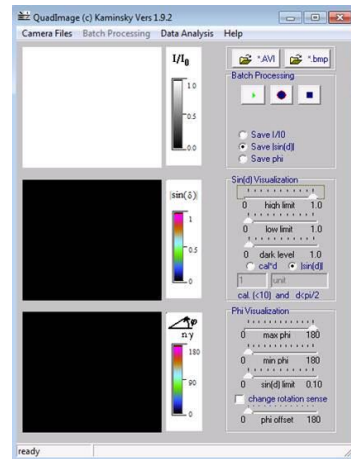 QuadImage (c) Kaminsky Vers 1.9.2
Camera Files Batch Processing Data Analysis Help
I/I0
1.0
0.5
0.0
*.AVI *.bmp
Batch Processing
Save I/I0
Save |sin(d)|
Save phi
|sin(δ)|
1
0.5
0
Sin(d) Visualization
0 high limit 1.0
0 low limit 1.0
0 dark level 1.0
cal*d |sin(d)|
1 unit
cal. (<10) and d<pi/2
φ
n γ
180
90
0
Phi Visualization
0 max phi 180
0 min phi 180
0 sin(d) limit 0.10
change rotation sense
0 phi offset 180
ready